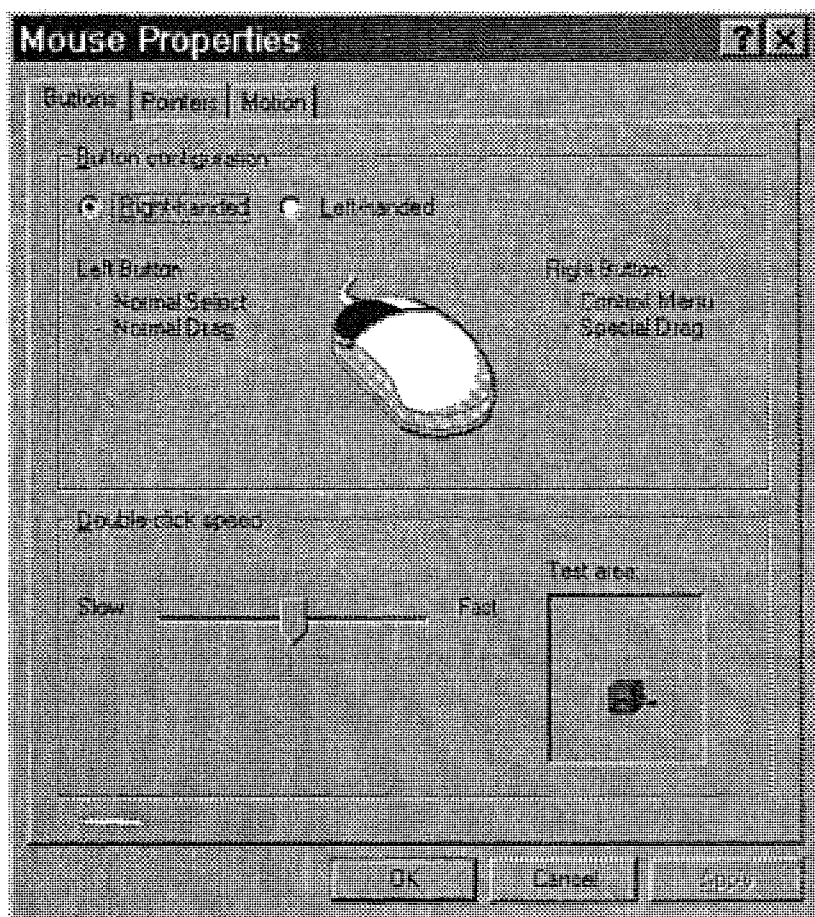 Mouse Properties
Buttons Pointers Motion
Button configuration
Right-handed Left-handed
Left Button:
- Normal Select
- Normal Drag
Right Button:
- Context Menu
- Special Drag
Double-click speed
Test area:
Slow Fast
OK Cancel Apply